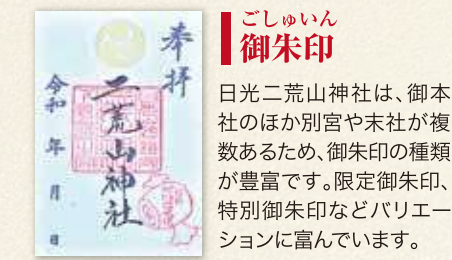 奉拝
二荒山神社
令和 年 月 日
ごしゅいん
御朱印
日光二荒山神社は、御本
社のほか別宮や末社が複
数あるため、御朱印の種類
が豊富です。限定御朱印、
特別御朱印などバリエー
ションに富んでいます。